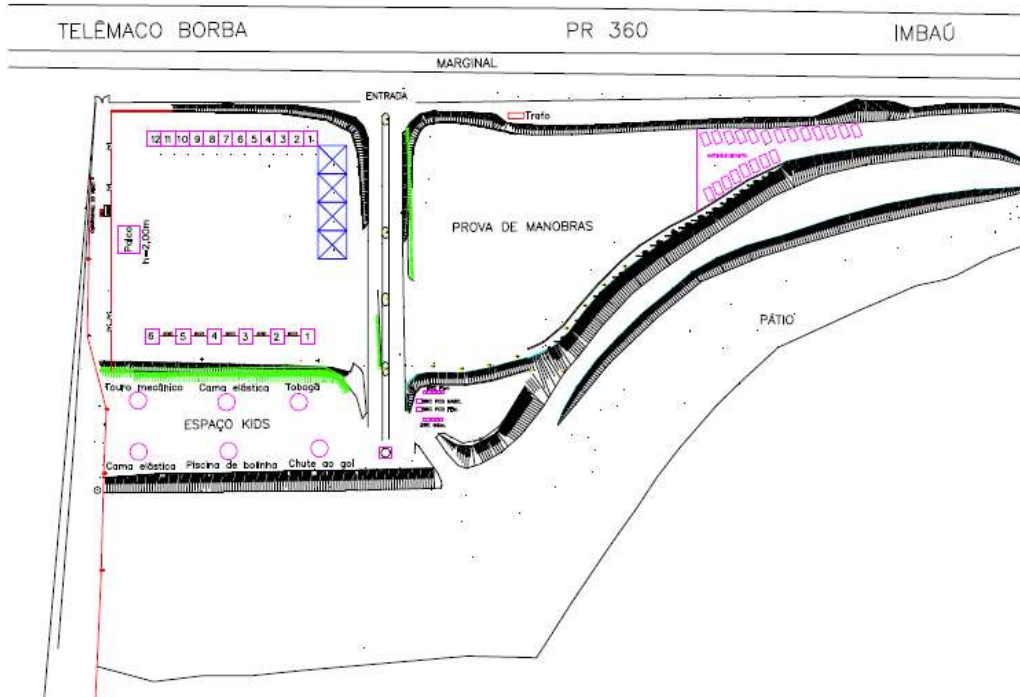 TELÊMACO BORBA PR 360 IMBAÚ
MARGINAL
ENTRADA
Trafo
12 11 10 9 8 7 6 5 4 3 2 1
Palco
h=2,00m
PROVA DE MANOBRAS
PÁTIO
6 5 4 3 2 1
Touro mecânico Cama elástica Tobogã
ESPAÇO KIDS
Cama elástica Piscina de bolinha Chute ao gol